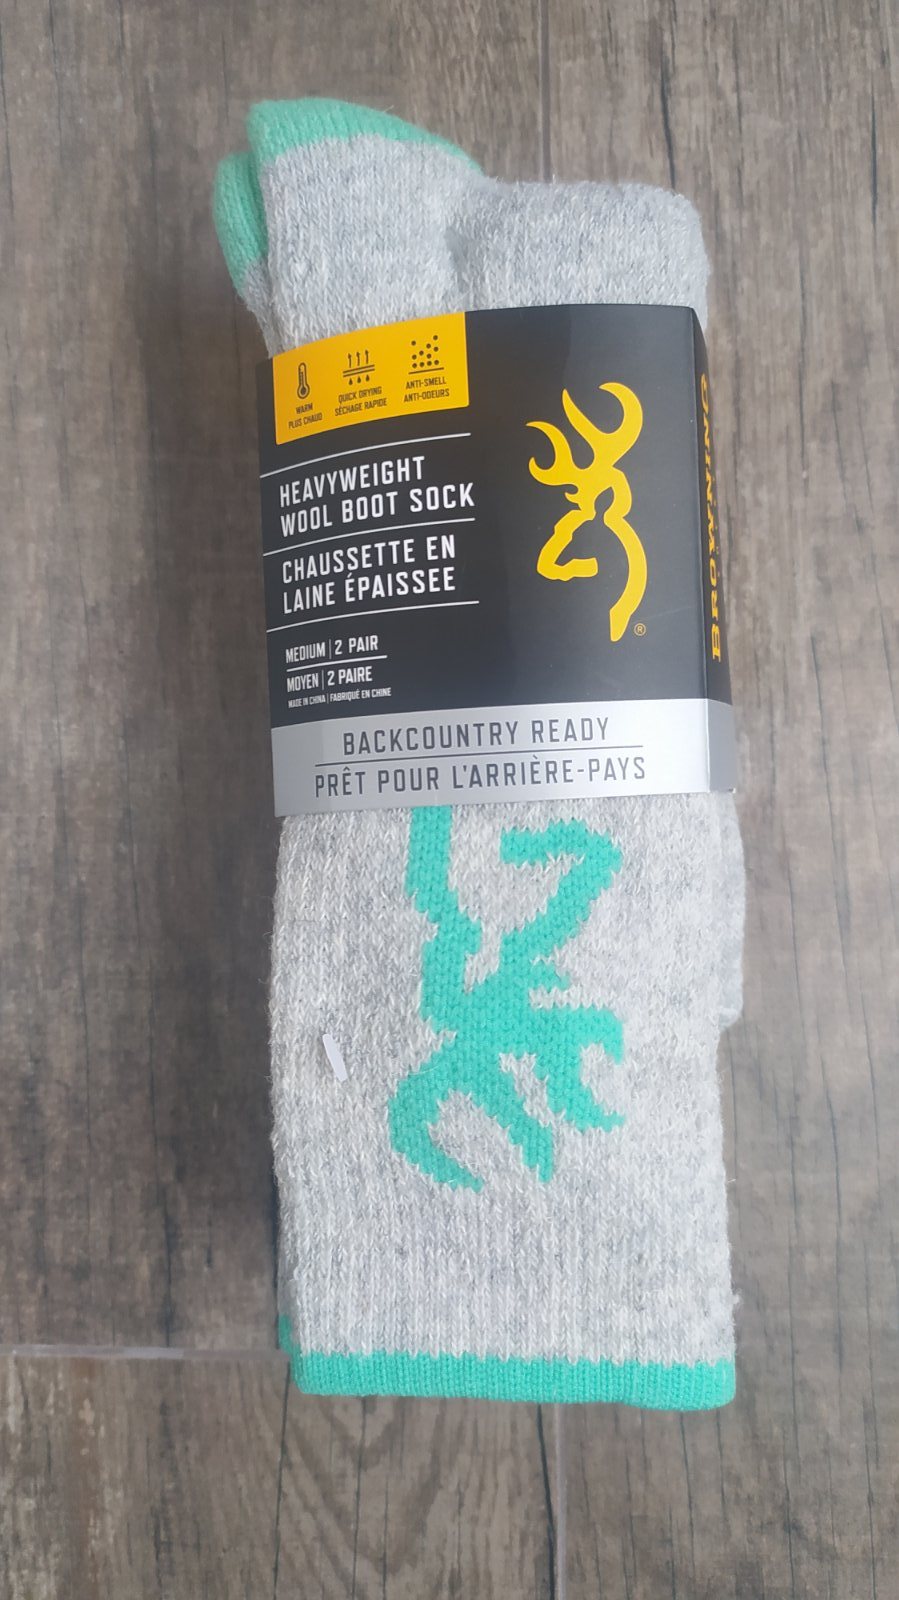 WARM
PLUS CHAUD
QUICK DRYING
SÉCHAGE RAPIDE
ANTI-SMELL
ANTI-ODEURS
HEAVYWEIGHT
WOOL BOOT SOCK
CHAUSSETTE EN
LAINE ÉPAISSEE
MEDIUM | 2 PAIR
MOYEN | 2 PAIRE
MADE IN CHINA | FABRIQUÉ EN CHINE
®
BROWNING
BACKCOUNTRY READY
PRÊT POUR L'ARRIÈRE-PAYS